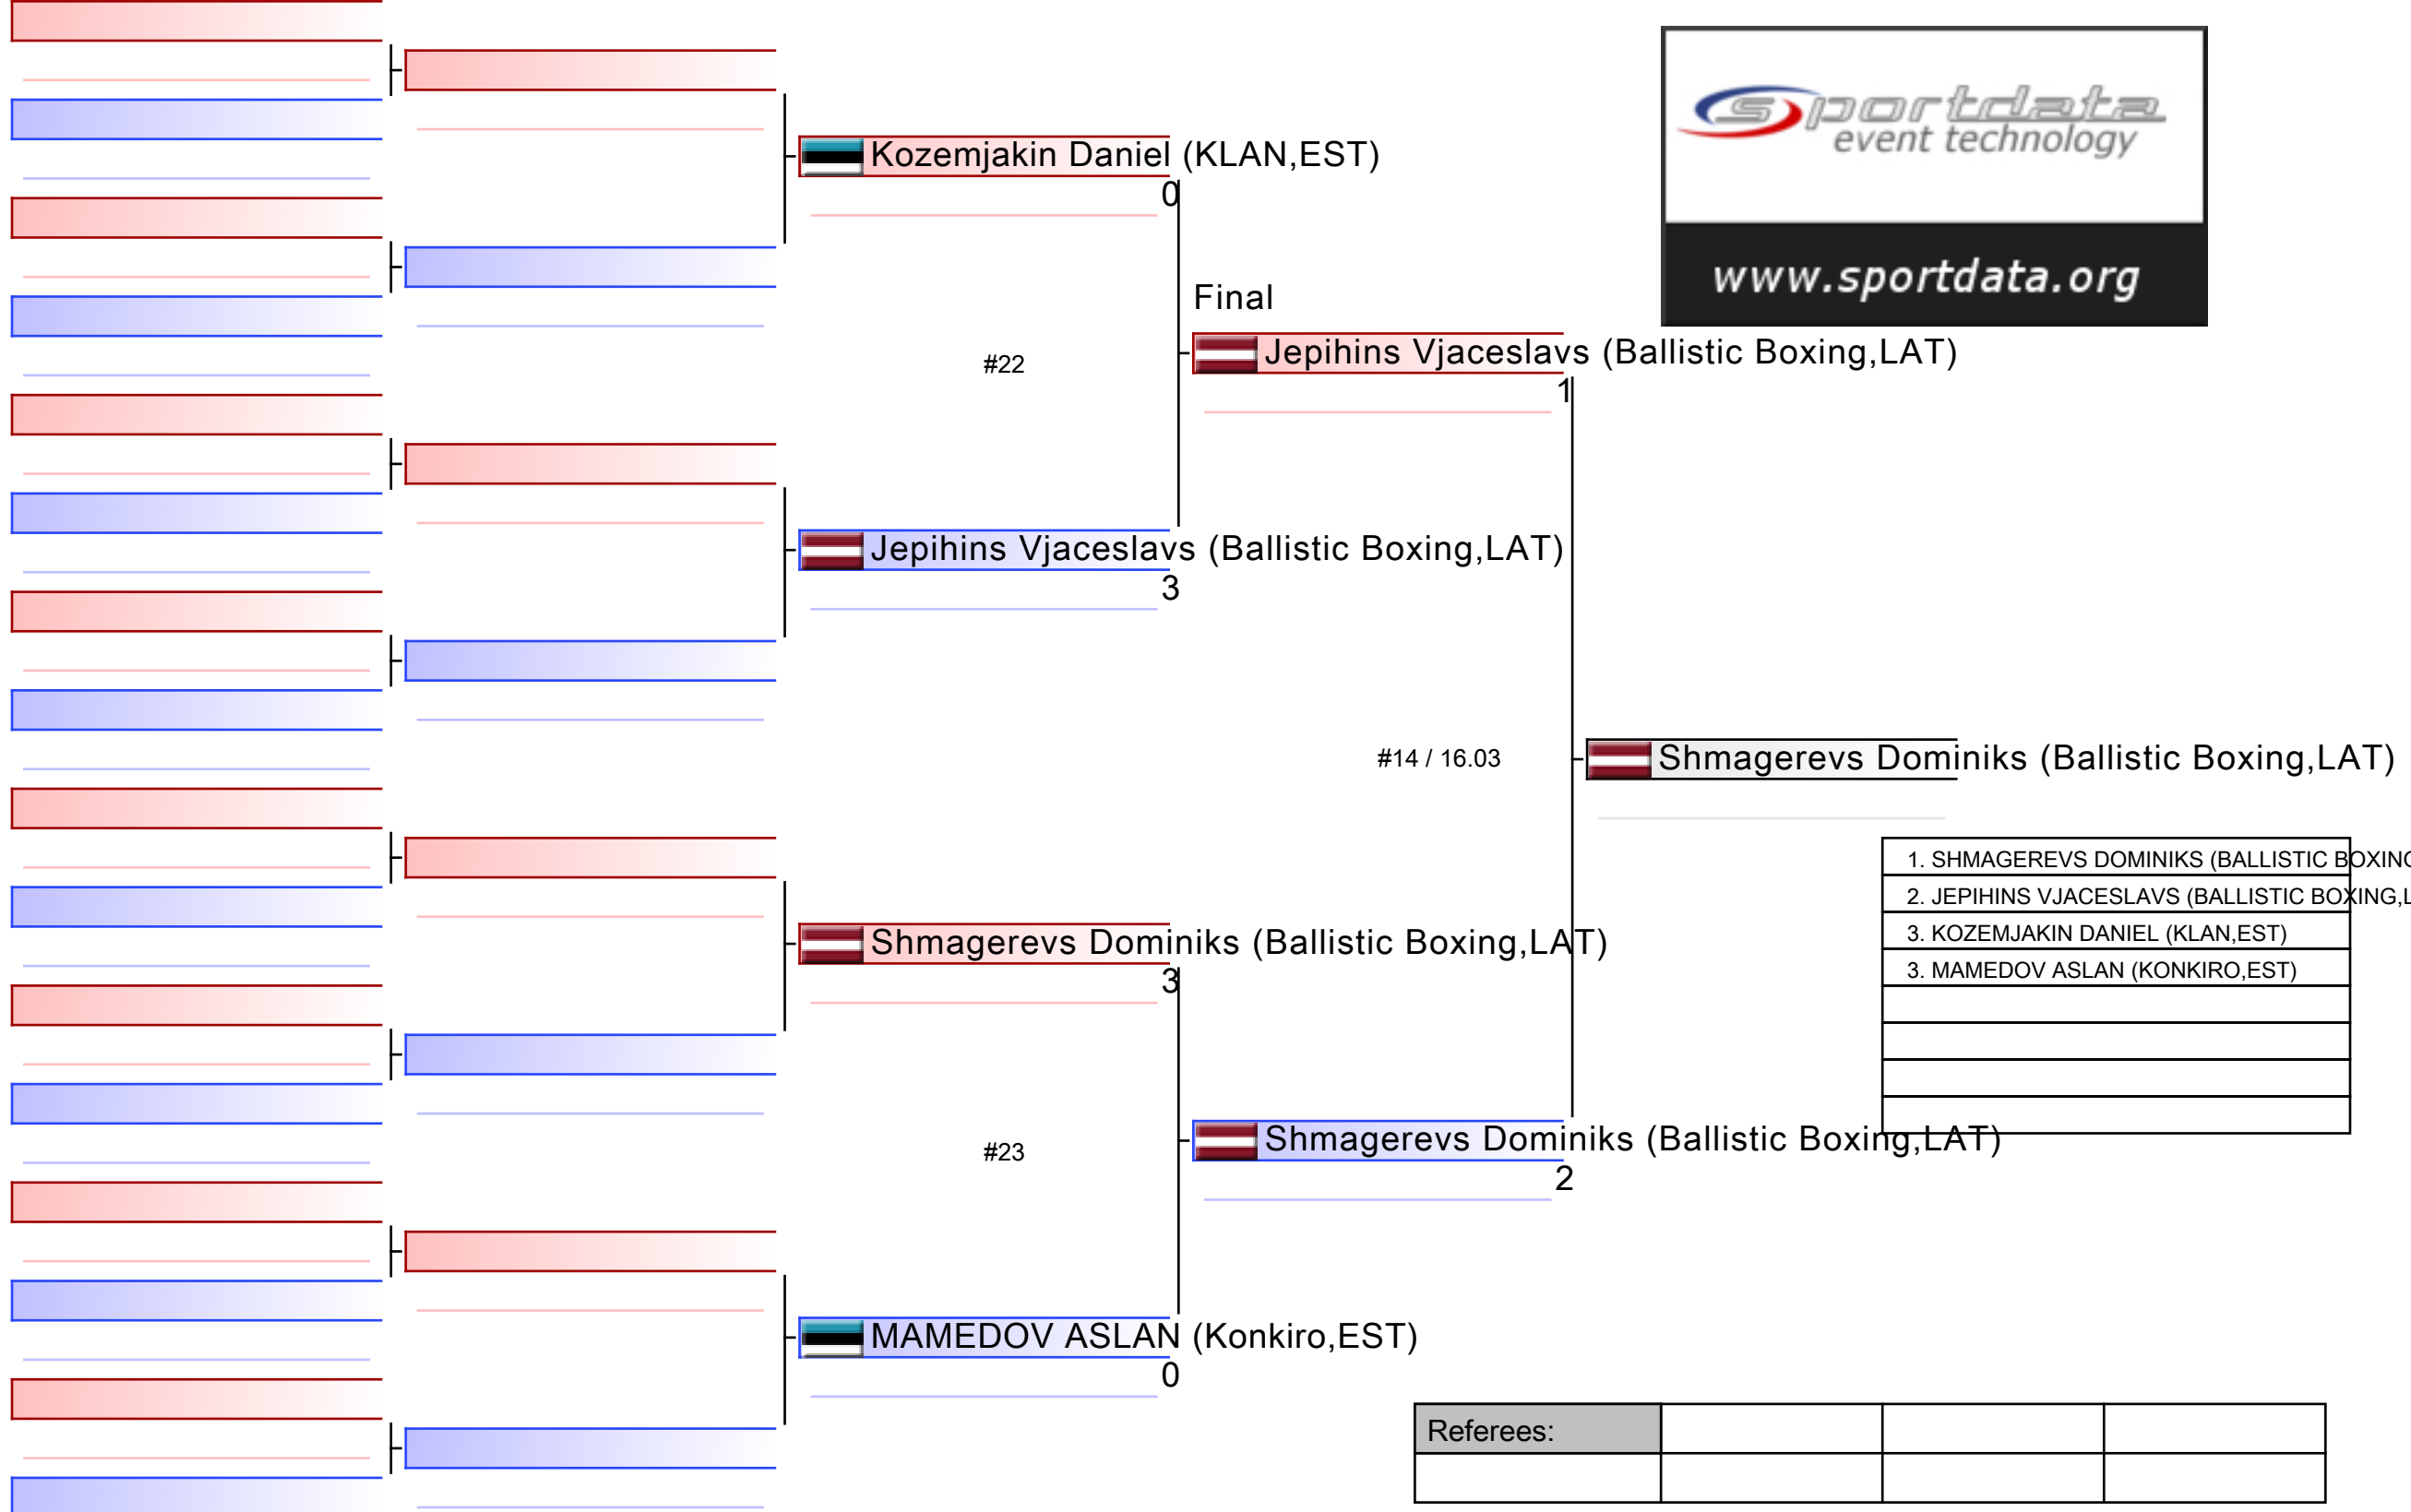 Kozemjakin Daniel (KLAN,EST)
0
sportdata
event technology
www.sportdata.org
Final
#22
Jepihins Vjaceslavs (Ballistic Boxing,LAT)
1
Jepihins Vjaceslavs (Ballistic Boxing,LAT)
3
#14 / 16.03
Shmagerevs Dominiks (Ballistic Boxing,LAT)
1. SHMAGEREVS DOMINIKS (BALLISTIC BOXING
2. JEPIHINS VJACESLAVS (BALLISTIC BOXING,L
3. KOZEMJAKIN DANIEL (KLAN,EST)
3. MAMEDOV ASLAN (KONKIRO,EST)
Shmagerevs Dominiks (Ballistic Boxing,LAT)
3
#23
Shmagerevs Dominiks (Ballistic Boxing,LAT)
2
MAMEDOV ASLAN (Konkiro,EST)
0
Referees: